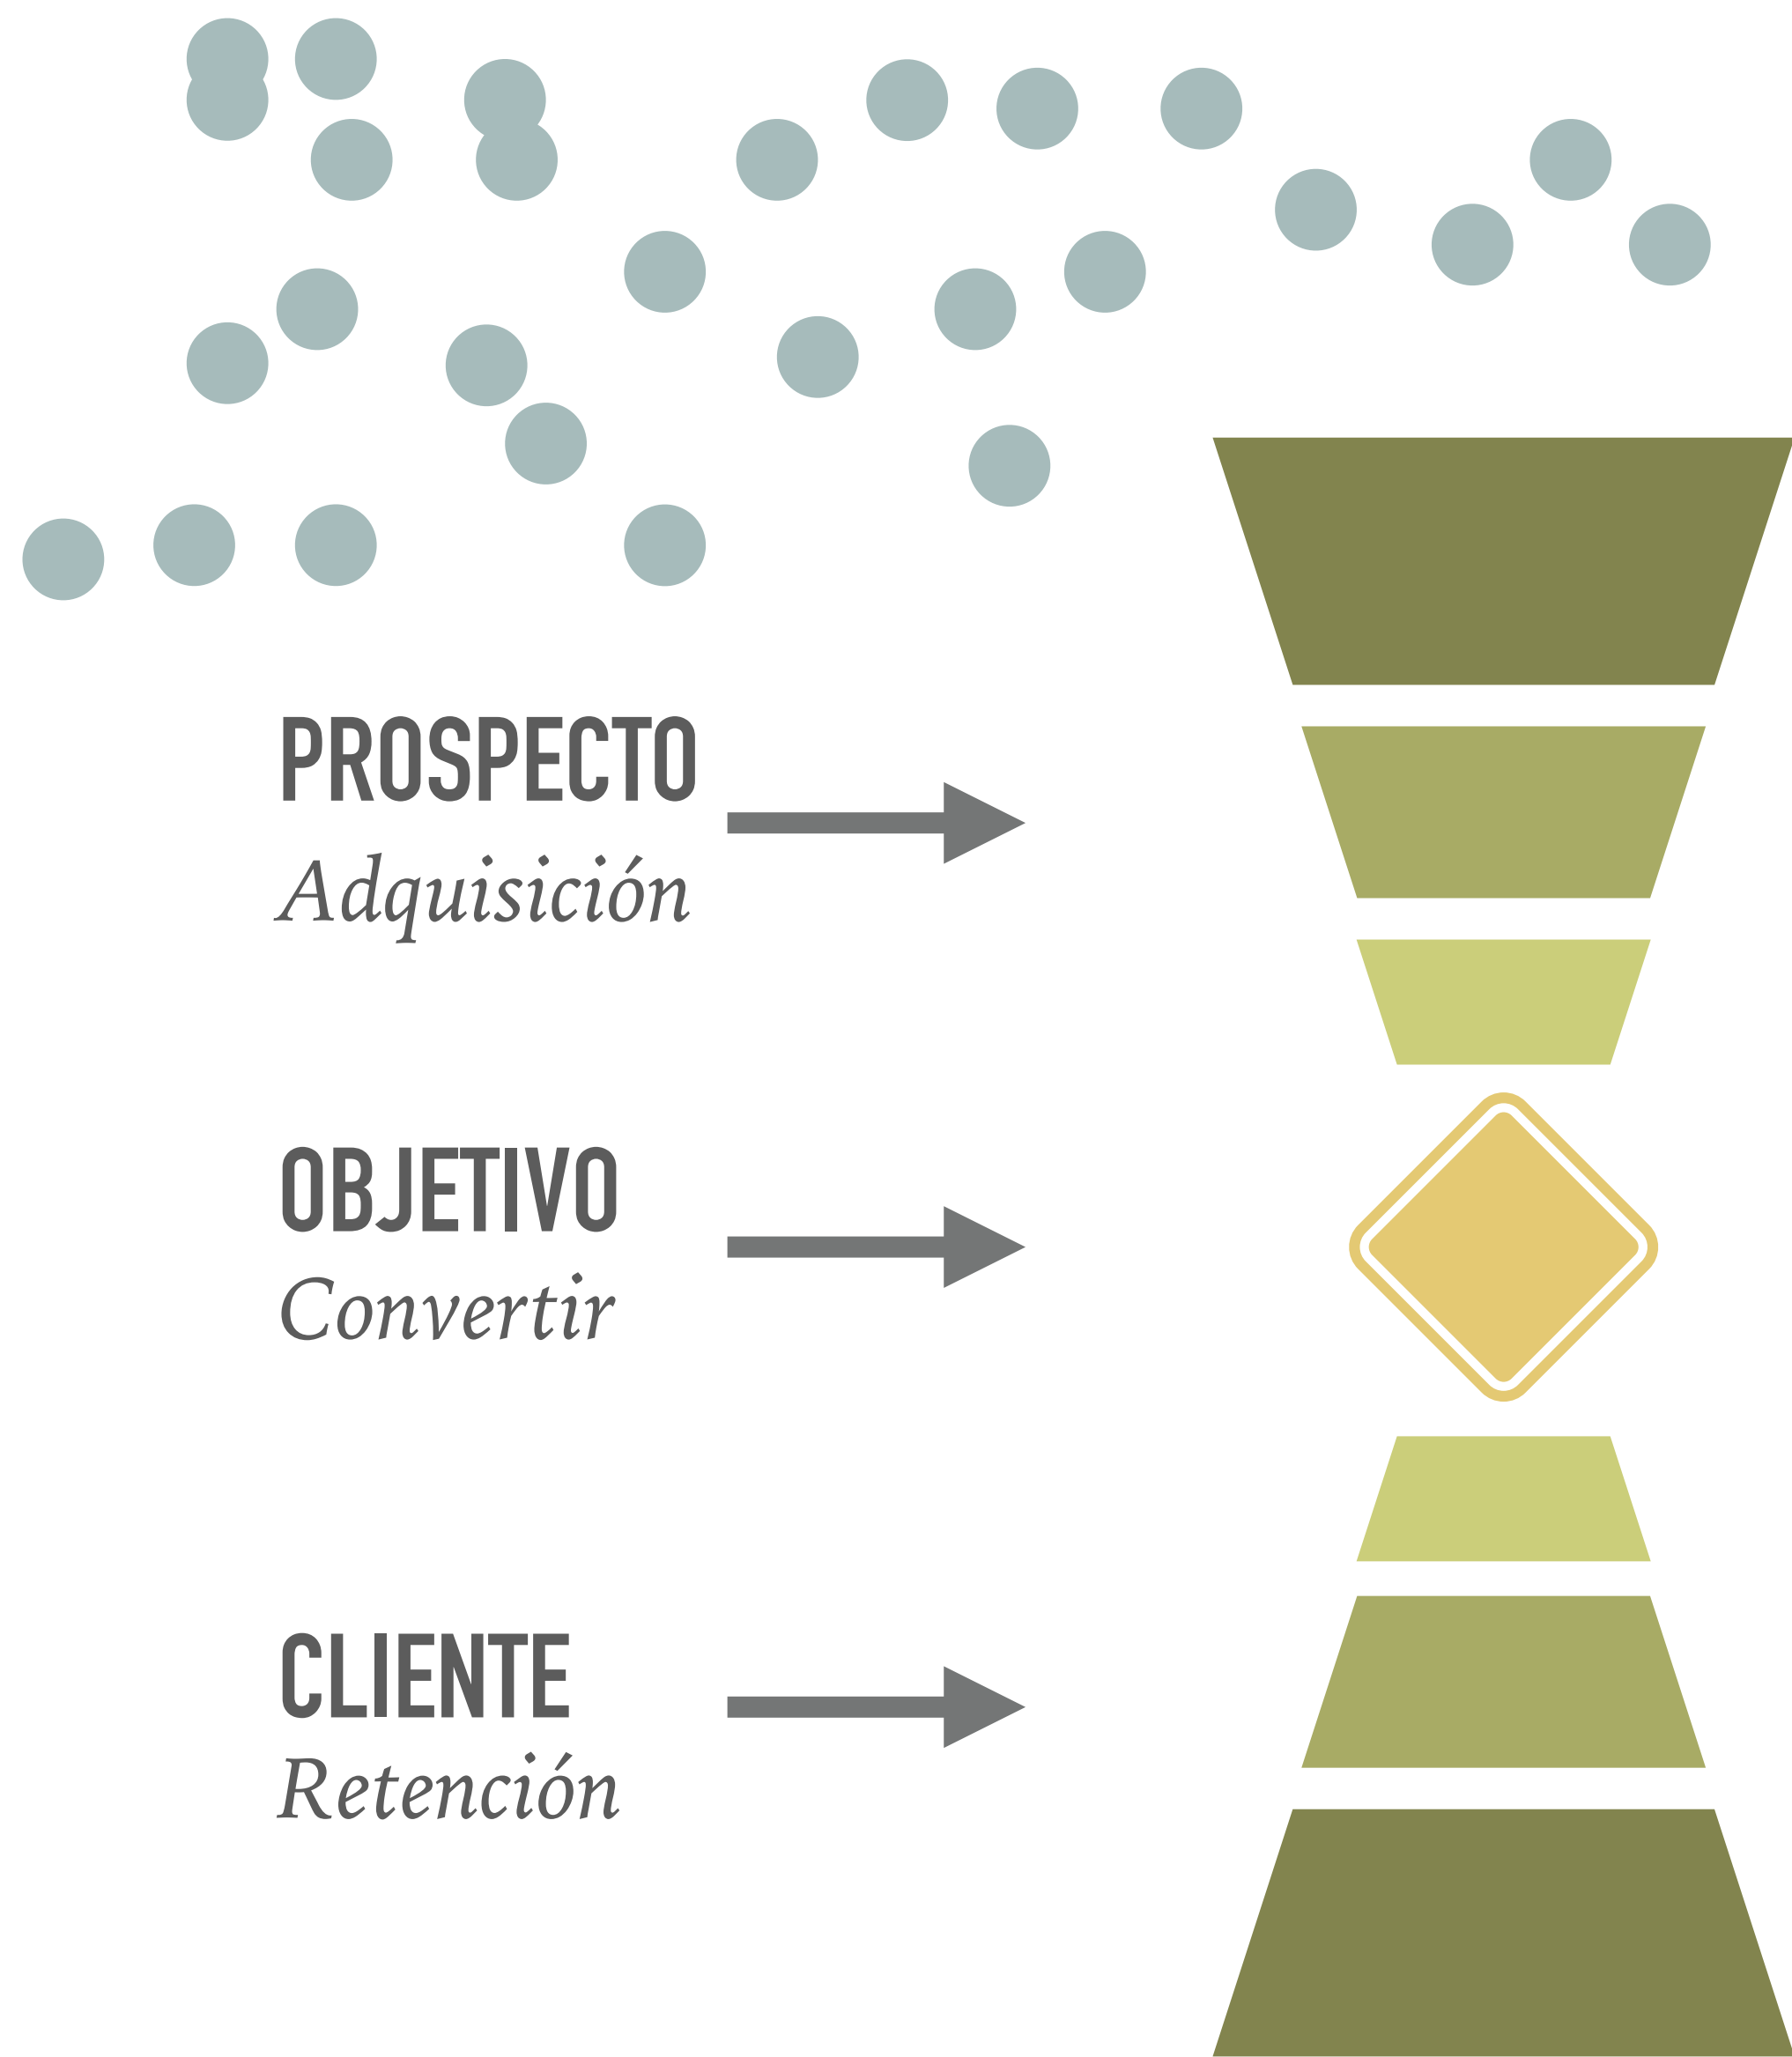 PROSPECTO
Adquisición
OBJETIVO
Convertir
CLIENTE
Retención